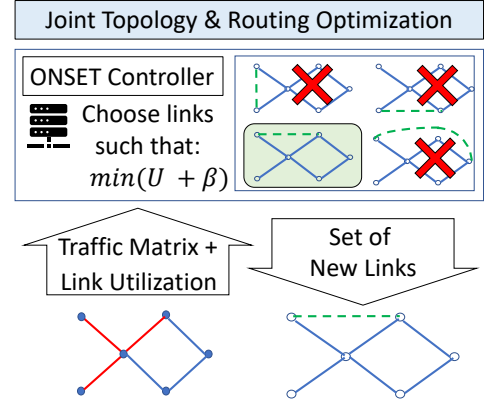 Joint Topology & Routing Optimization
ONSET Controller
Choose links
such that:
min(U + β)
Traffic Matrix +
Link Utilization
Set of
New Links